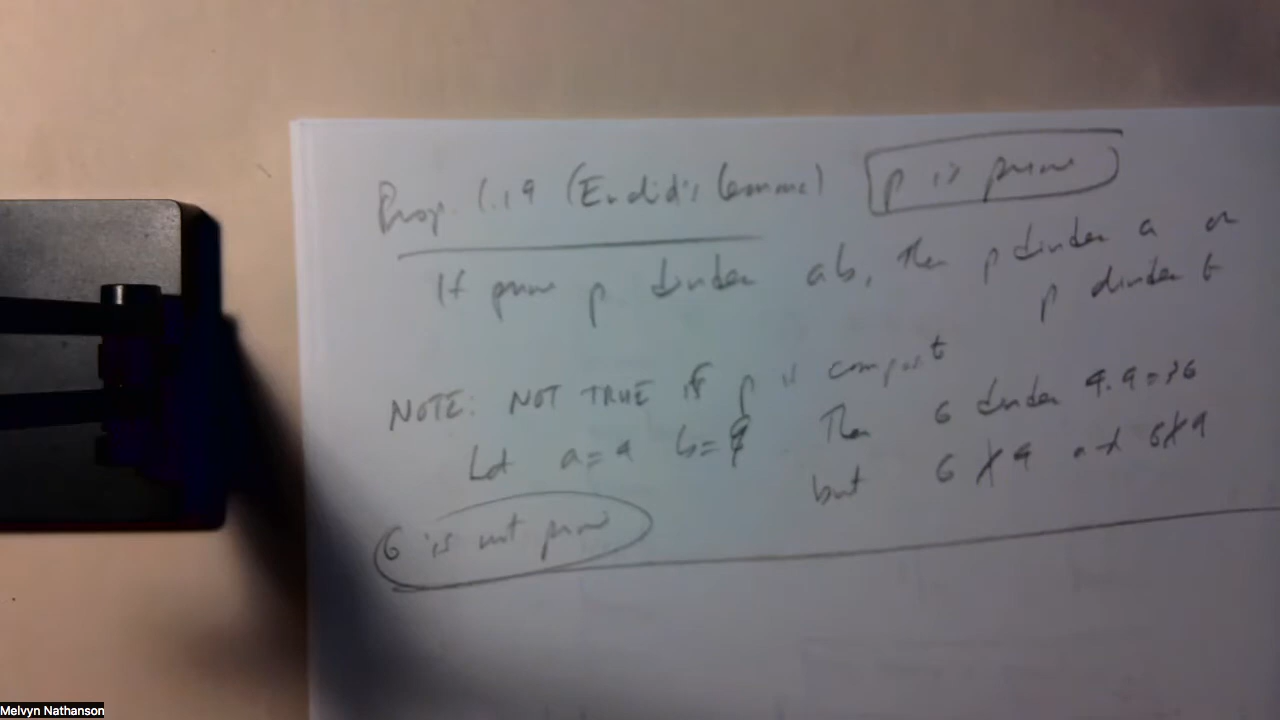 Prop. 1.19 (Euclid's Lemma) p is prime
If prime p divides ab, then p divides a or
p divides b
NOTE: NOT TRUE if p is composite
Let a=4 b=9 Then 6 divides 4·9=36
but 6∤4 and 6∤9
6 is not prime
Melvyn Nathanson